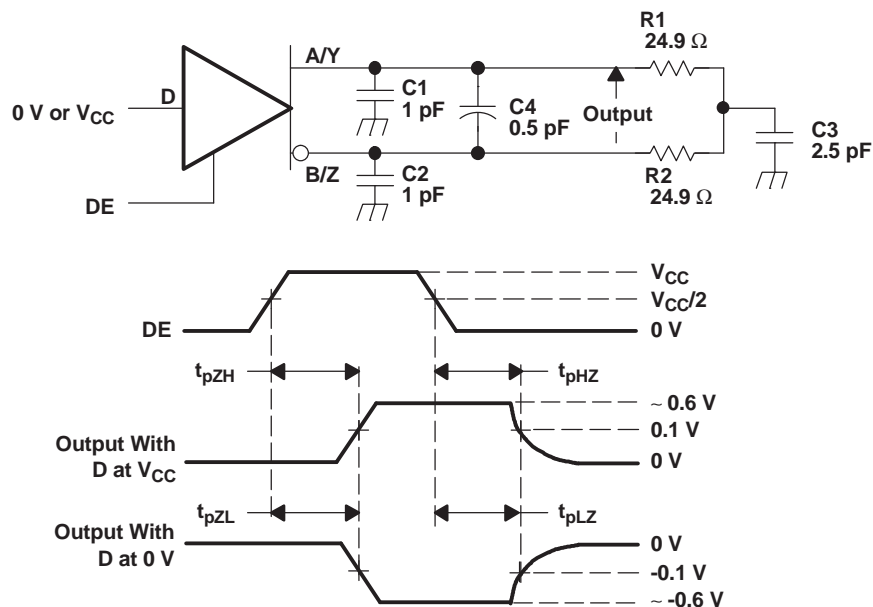 A/Y
R1
24.9 Ω
D
0 V or VCC
C1
1 pF
C4
0.5 pF
Output
C3
2.5 pF
B/Z
C2
1 pF
R2
24.9 Ω
DE
VCC
VCC/2
DE
0 V
tpZH
tpHZ
~ 0.6 V
Output With
D at VCC
0.1 V
0 V
tpZL
tpLZ
Output With
D at 0 V
0 V
-0.1 V
~ -0.6 V